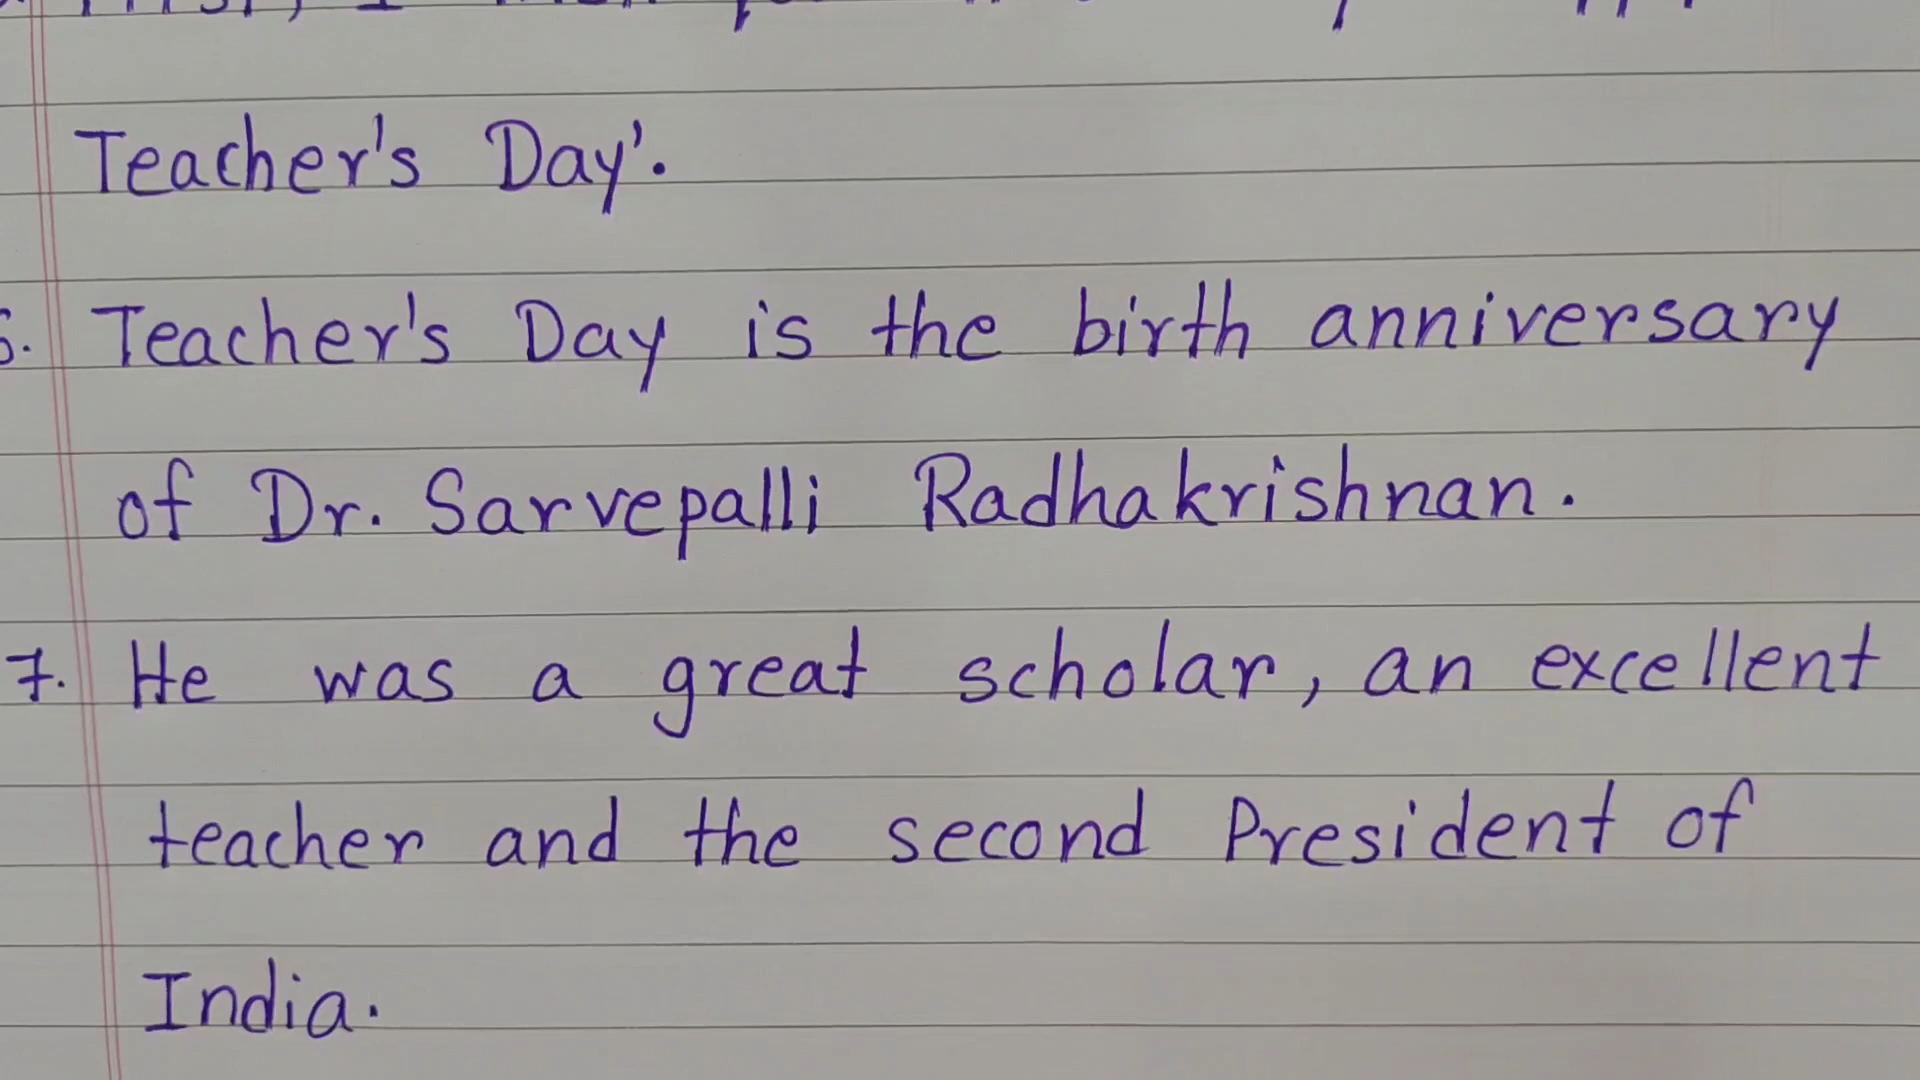 Teacher's Day'.
Teacher's Day is the birth anniversary
of Dr. Sarvepalli Radhakrishnan.
7. He was a great scholar, an excellent
teacher and the second President of
India.